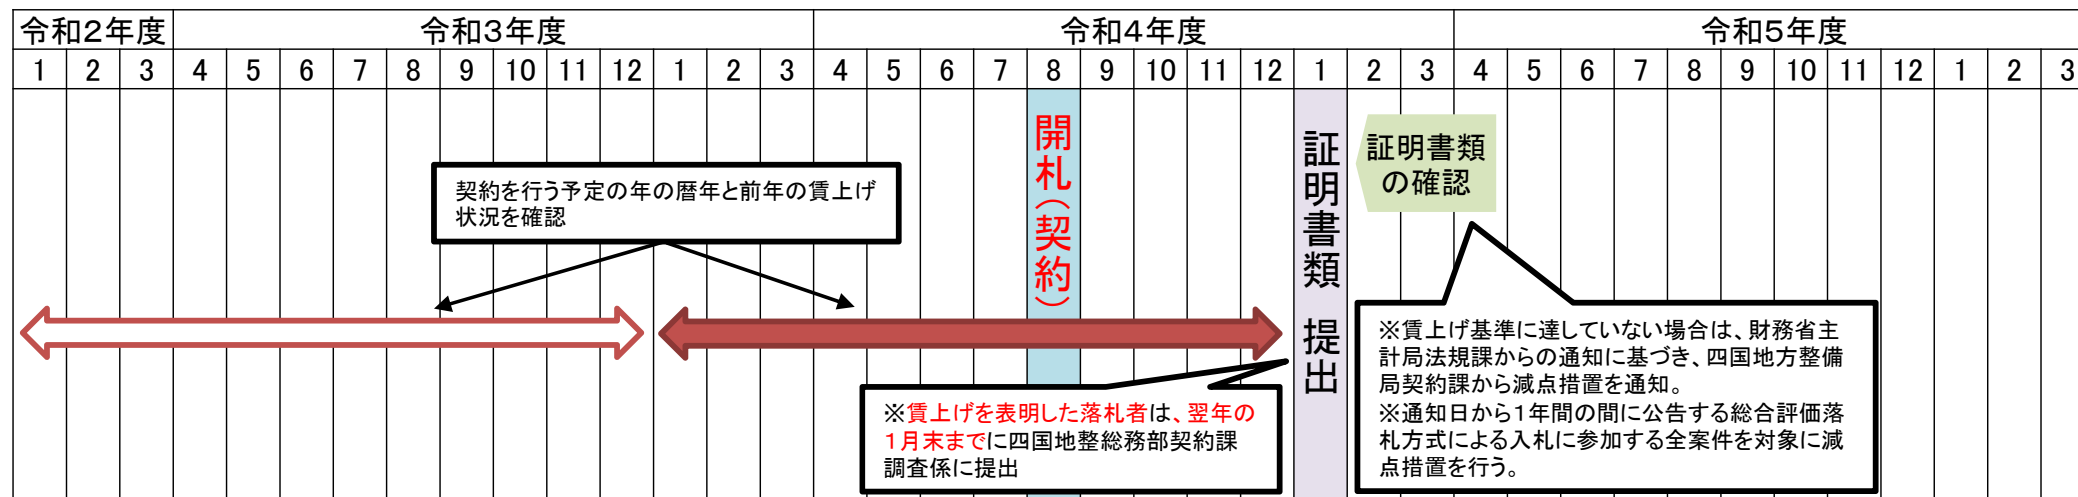 令和2年度 令和3年度 令和4年度 令和5年度
1 2 3 4 5 6 7 8 9 10 11 12 1 2 3 4 5 6 7 8 9 10 11 12 1 2 3 4 5 6 7 8 9 10 11 12 1 2 3
契約を行う予定の年の暦年と前年の賃上げ
状況を確認
開札(契約)
証明書類 提出
証明書類
の確認
※賃上げを表明した落札者は、翌年の
1月末までに四国地整総務部契約課
調査係に提出
※賃上げ基準に達していない場合は、財務省主
計局法規課からの通知に基づき、四国地方整備
局契約課から減点措置を通知。
※通知日から1年間の間に公告する総合評価落
札方式による入札に参加する全案件を対象に減
点措置を行う。